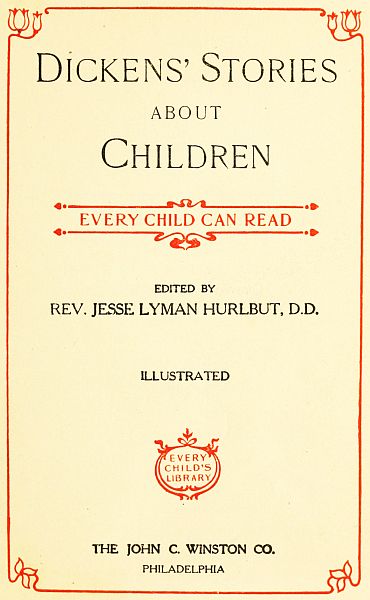 DICKENS' STORIES
ABOUT
CHILDREN
EVERY CHILD CAN READ
EDITED BY
REV. JESSE LYMAN HURLBUT, D.D.
ILLUSTRATED
EVERY
CHILD'S
LIBRARY
THE JOHN C. WINSTON CO.
PHILADELPHIA